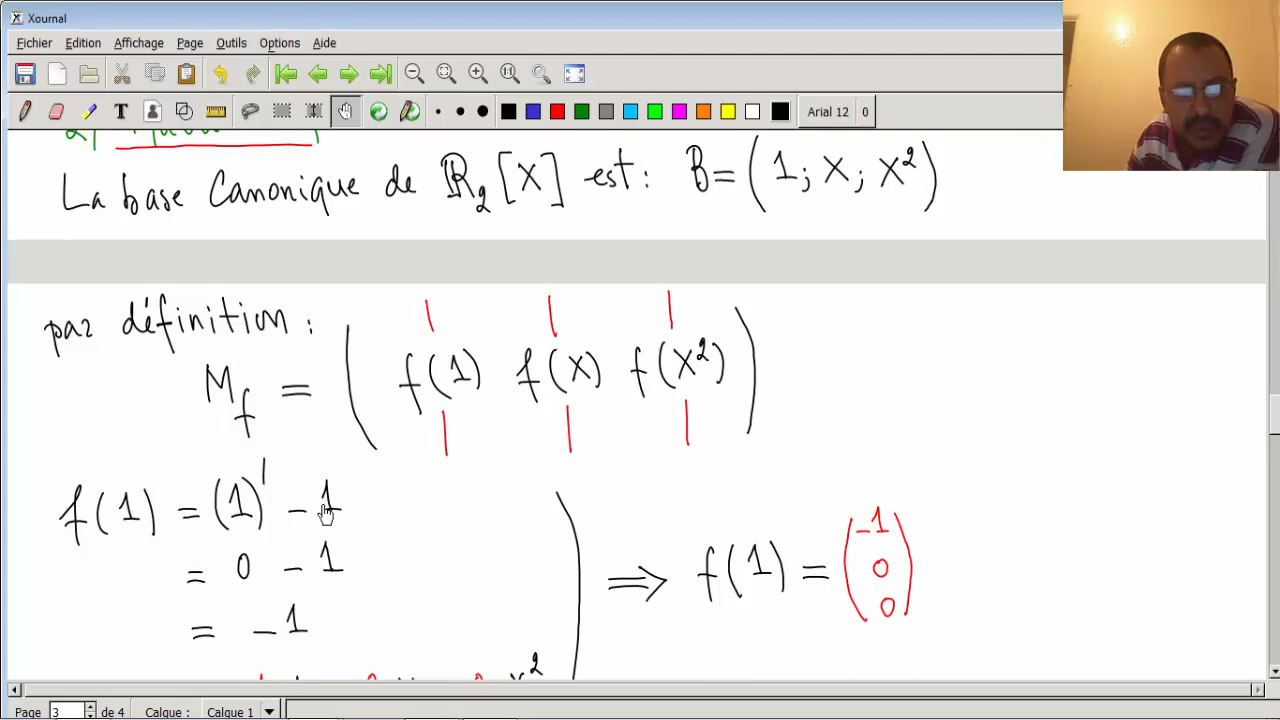 Xournal
Fichier Edition Affichage Page Outils Options Aide
Arial 12 0
2)
La base Canonique de ℝ₂[X] est : B=(1; X; X²)
par définition :
M_f = ( f(1) f(X) f(X²) )
f(1) = (1)' - 1
= 0 - 1
= - 1
⟹ f(1) = (-1
0
0)
X²
Page 3 de 4 Calque : Calque 1